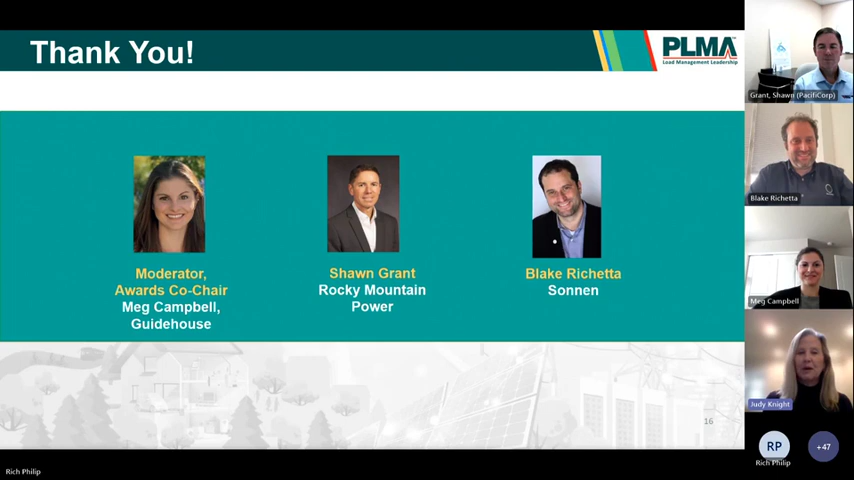 Thank You!
PLMA
Load Management Leadership
Moderator,
Awards Co-Chair
Meg Campbell,
Guidehouse
Shawn Grant
Rocky Mountain
Power
Blake Richetta
Sonnen
16
Grant, Shawn (PacifiCorp)
Blake Richetta
Meg Campbell
Judy Knight
RP
Rich Philip
+47
Rich Philip